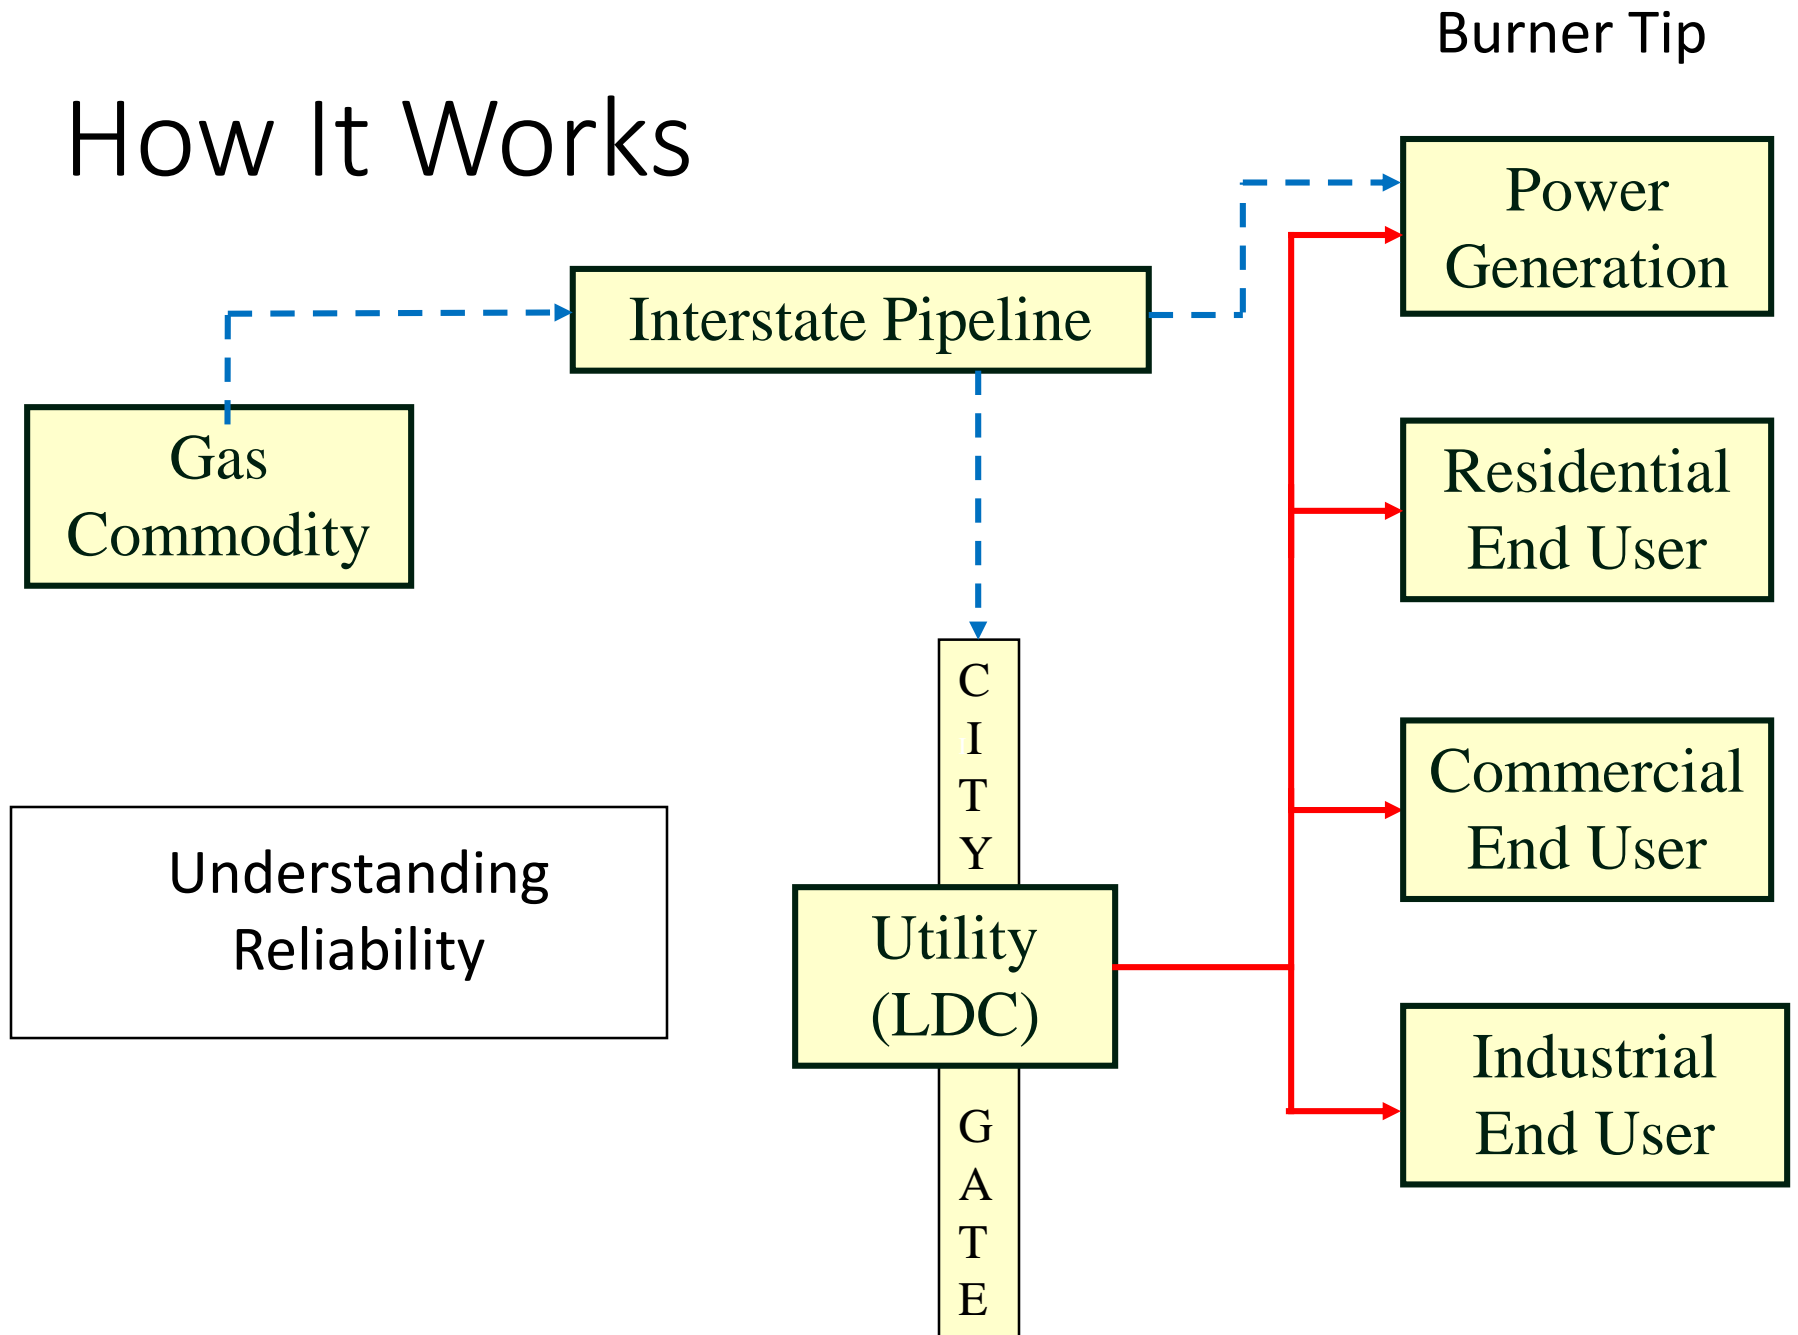 Burner Tip
How It Works
Power
Generation
Interstate Pipeline
Gas
Commodity
Residential
End User
C
I
T
Y
Commercial
End User
Understanding
Reliability
Utility
(LDC)
Industrial
End User
G
A
T
E